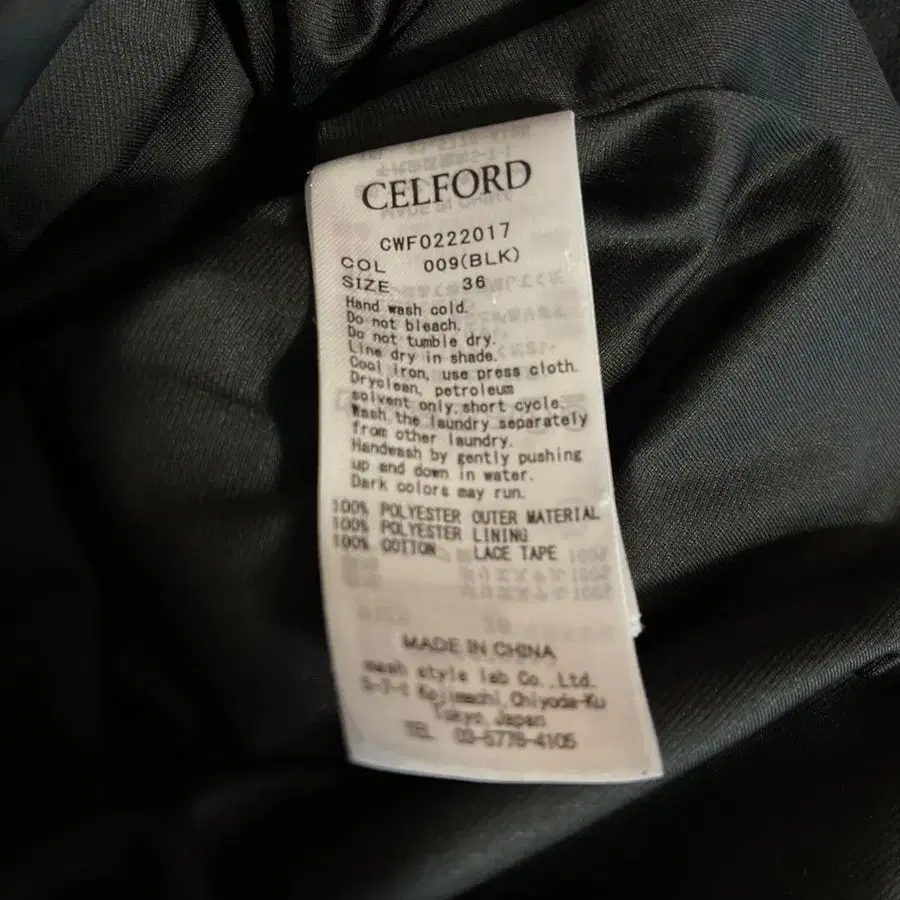 CELFORD
CWF0222017
COL 009(BLK)
SIZE 36
Hand wash cold.
Do not bleach.
Do not tumble dry.
Line dry in shade.
Cool iron, use press cloth.
Dryclean, petroleum
solvent only, short cycle.
Wash the laundry separately
from other laundry.
Handwash by gently pushing
up and down in water.
Dark colors may run.
100% POLYESTER OUTER MATERIAL
100% POLYESTER LINING
100% COTTON LACE TAPE
MADE IN CHINA
mash style lab Co.,Ltd.
Kojimachi, Chiyoda-Ku
Tokyo, Japan
TEL 03-5778-4105